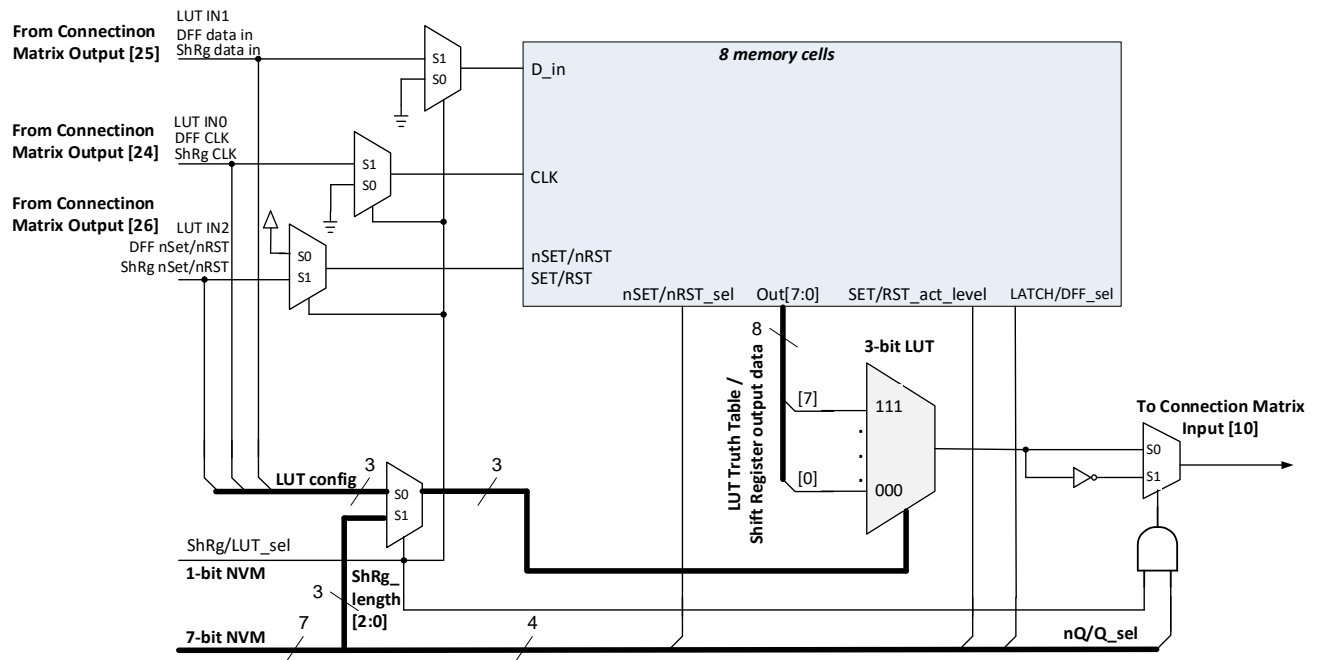 LUT IN1
From Connectinon
Matrix Output [25]
DFF data in
ShRg data in
S1
S0
D_in
8 memory cells
From Connectinon
Matrix Output [24]
LUT IN0
DFF CLK
ShRg CLK
S1
S0
CLK
From Connectinon
Matrix Output [26]
LUT IN2
DFF nSet/nRST
ShRg nSet/nRST
S0
S1
nSET/nRST
SET/RST
nSET/nRST_sel
Out[7:0]
SET/RST_act_level
LATCH/DFF_sel
8
3-bit LUT
LUT Truth Table /
Shift Register output data
[7]
111
[0]
000
To Connection Matrix
Input [10]
S0
S1
LUT config
3
3
S0
S1
ShRg/LUT_sel
1-bit NVM
ShRg_
length
[2:0]
3
7-bit NVM
7
4
nQ/Q_sel